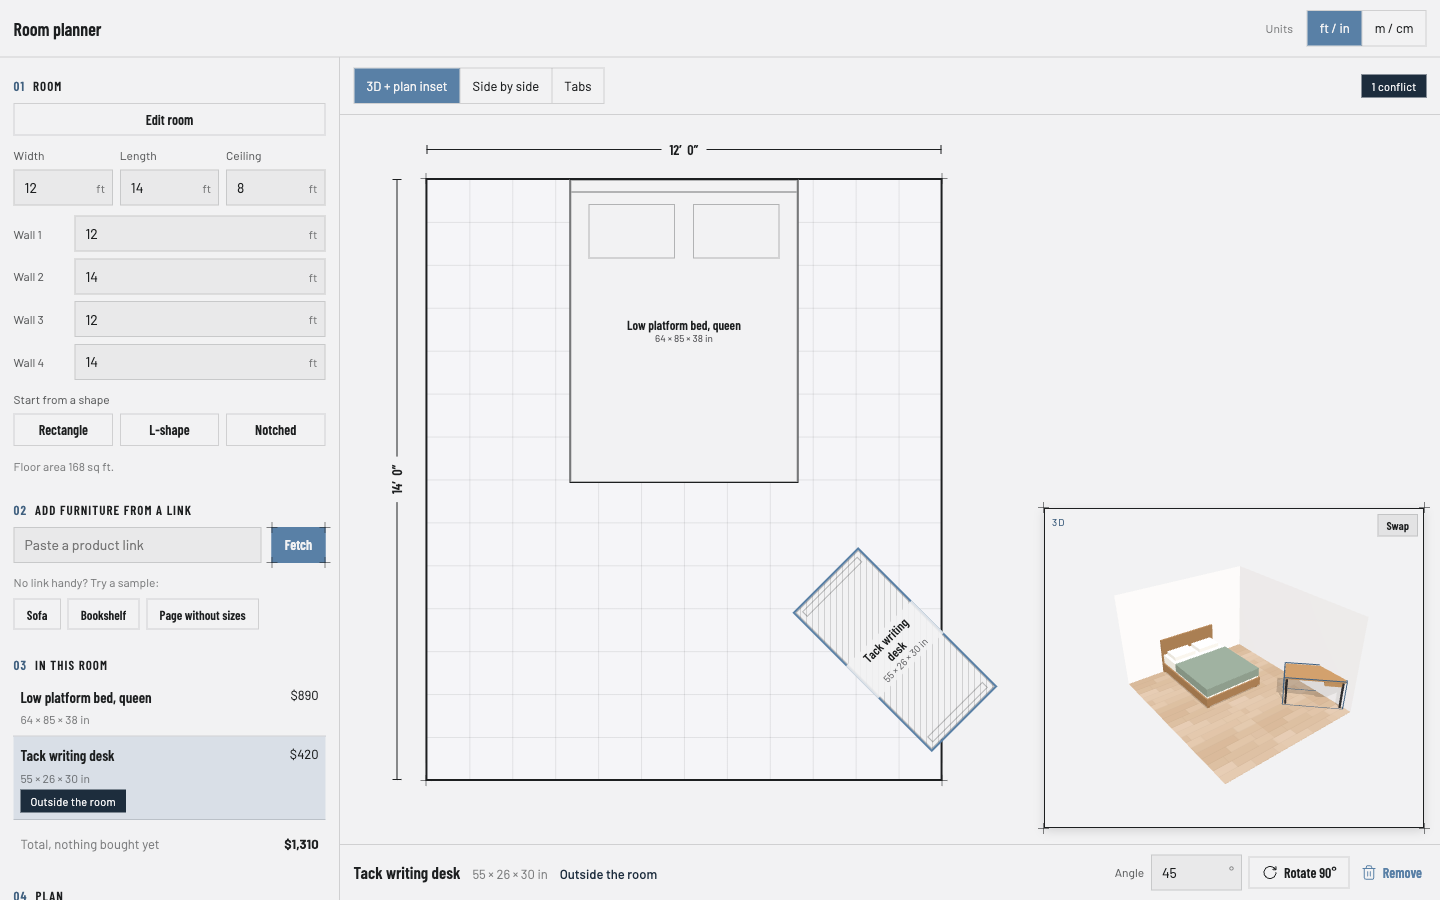 Room planner
Units
ft / in
m / cm
01 ROOM
Edit room
Width
Length
Ceiling
12 ft
14 ft
8 ft
Wall 1
12 ft
Wall 2
14 ft
Wall 3
12 ft
Wall 4
14 ft
Start from a shape
Rectangle
L-shape
Notched
Floor area 168 sq ft.
02 ADD FURNITURE FROM A LINK
Paste a product link
Fetch
No link handy? Try a sample:
Sofa
Bookshelf
Page without sizes
03 IN THIS ROOM
Low platform bed, queen
$890
64 × 85 × 38 in
Tack writing desk
$420
55 × 26 × 30 in
Outside the room
Total, nothing bought yet
$1,310
04 PLAN
3D + plan inset
Side by side
Tabs
1 conflict
12′ 0″
14′ 0″
Low platform bed, queen
64 × 85 × 38 in
Tack writing
desk
55 × 26 × 30 in
3D
Swap
Tack writing desk
55 × 26 × 30 in
Outside the room
Angle
45 °
Rotate 90°
Remove